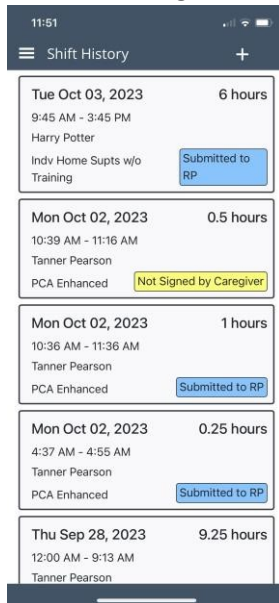 11:51
Shift History +
Tue Oct 03, 2023 6 hours
9:45 AM - 3:45 PM
Harry Potter
Indv Home Supts w/o Training Submitted to RP
Mon Oct 02, 2023 0.5 hours
10:39 AM - 11:16 AM
Tanner Pearson
PCA Enhanced Not Signed by Caregiver
Mon Oct 02, 2023 1 hours
10:36 AM - 11:36 AM
Tanner Pearson
PCA Enhanced Submitted to RP
Mon Oct 02, 2023 0.25 hours
4:37 AM - 4:55 AM
Tanner Pearson
PCA Enhanced Submitted to RP
Thu Sep 28, 2023 9.25 hours
12:00 AM - 9:13 AM
Tanner Pearson